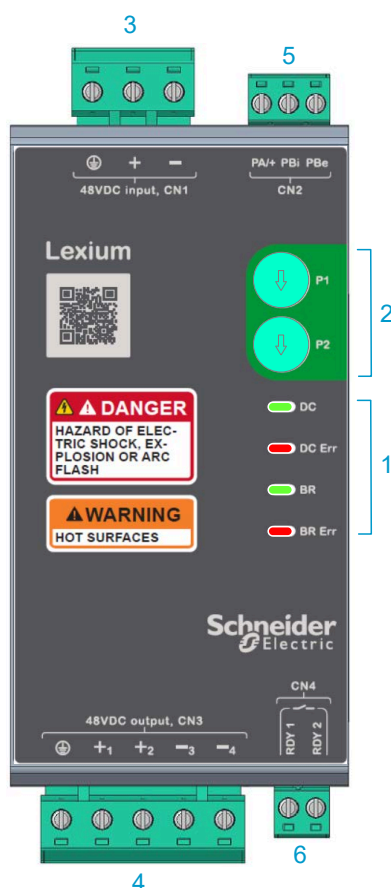 3
5
+ −
48VDC input, CN1
PA/+ PBi PBe
CN2
Lexium
P1
P2
2
DANGER
HAZARD OF ELEC-
TRIC SHOCK, EX-
PLOSION OR ARC
FLASH
WARNING
HOT SURFACES
DC
DC Err
BR
BR Err
1
Schneider
Electric
CN4
RDY 1
RDY 2
48VDC output, CN3
+1 +2 −3 −4
4
6